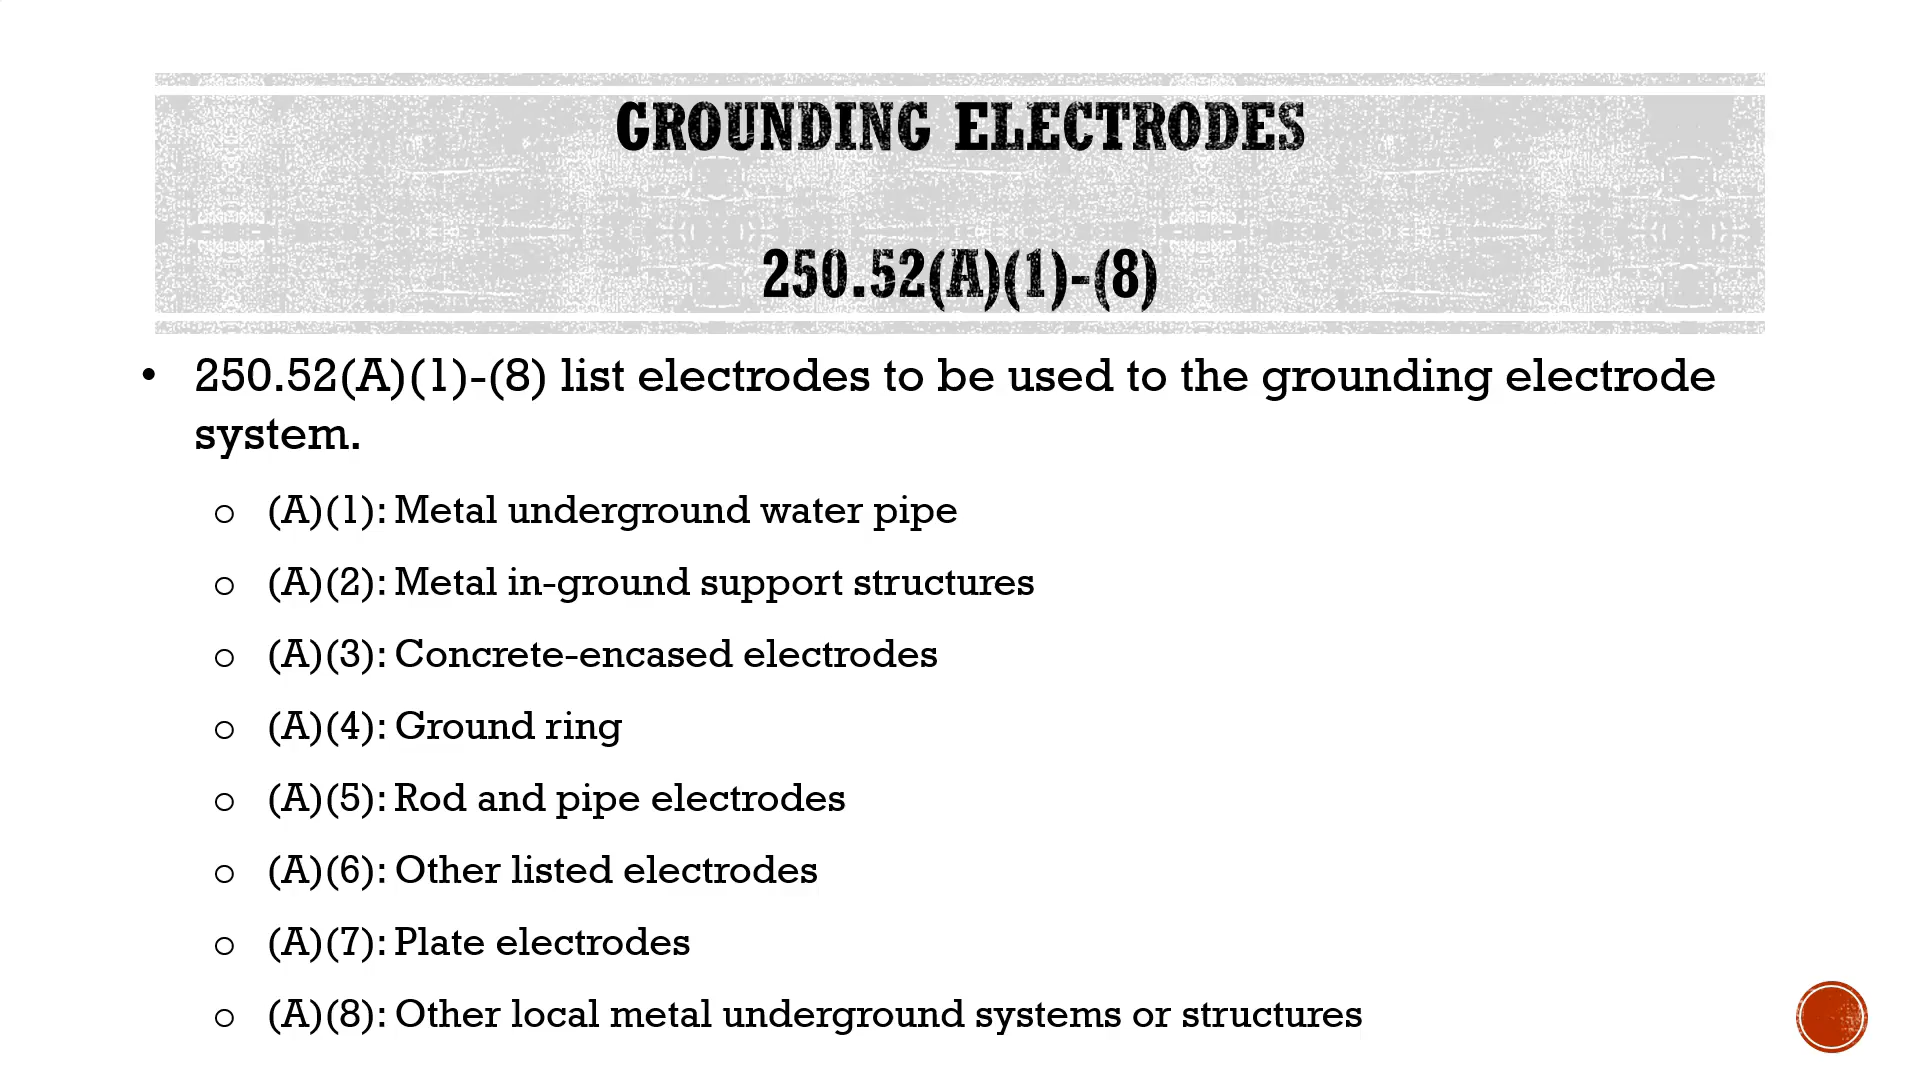 GROUNDING ELECTRODES
250.52(A)(1)-(8)
• 250.52(A)(1)-(8) list electrodes to be used to the grounding electrode
system.
o (A)(1): Metal underground water pipe
o (A)(2): Metal in-ground support structures
o (A)(3): Concrete-encased electrodes
o (A)(4): Ground ring
o (A)(5): Rod and pipe electrodes
o (A)(6): Other listed electrodes
o (A)(7): Plate electrodes
o (A)(8): Other local metal underground systems or structures